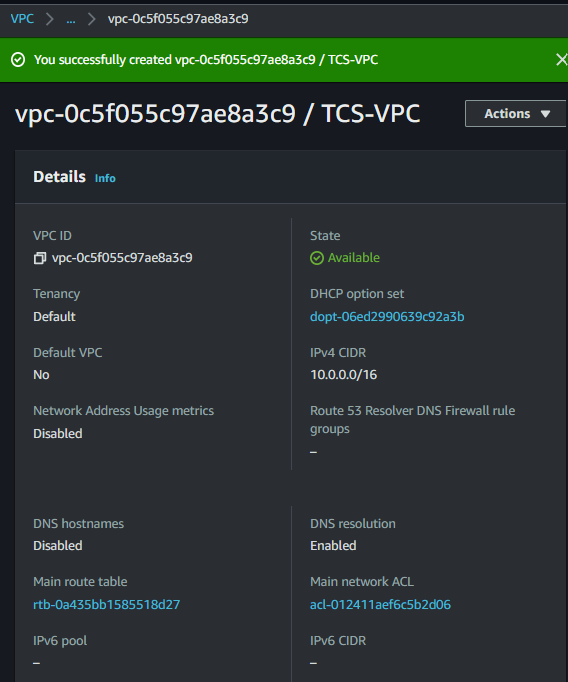 VPC > ... > vpc-0c5f055c97ae8a3c9
You successfully created vpc-0c5f055c97ae8a3c9 / TCS-VPC
vpc-0c5f055c97ae8a3c9 / TCS-VPC
Actions
Details Info
VPC ID
vpc-0c5f055c97ae8a3c9
State
Available
Tenancy
Default
DHCP option set
dopt-06ed2990639c92a3b
Default VPC
No
IPv4 CIDR
10.0.0.0/16
Network Address Usage metrics
Disabled
Route 53 Resolver DNS Firewall rule
groups
–
DNS hostnames
Disabled
DNS resolution
Enabled
Main route table
rtb-0a435bb1585518d27
Main network ACL
acl-012411aef6c5b2d06
IPv6 pool
–
IPv6 CIDR
–